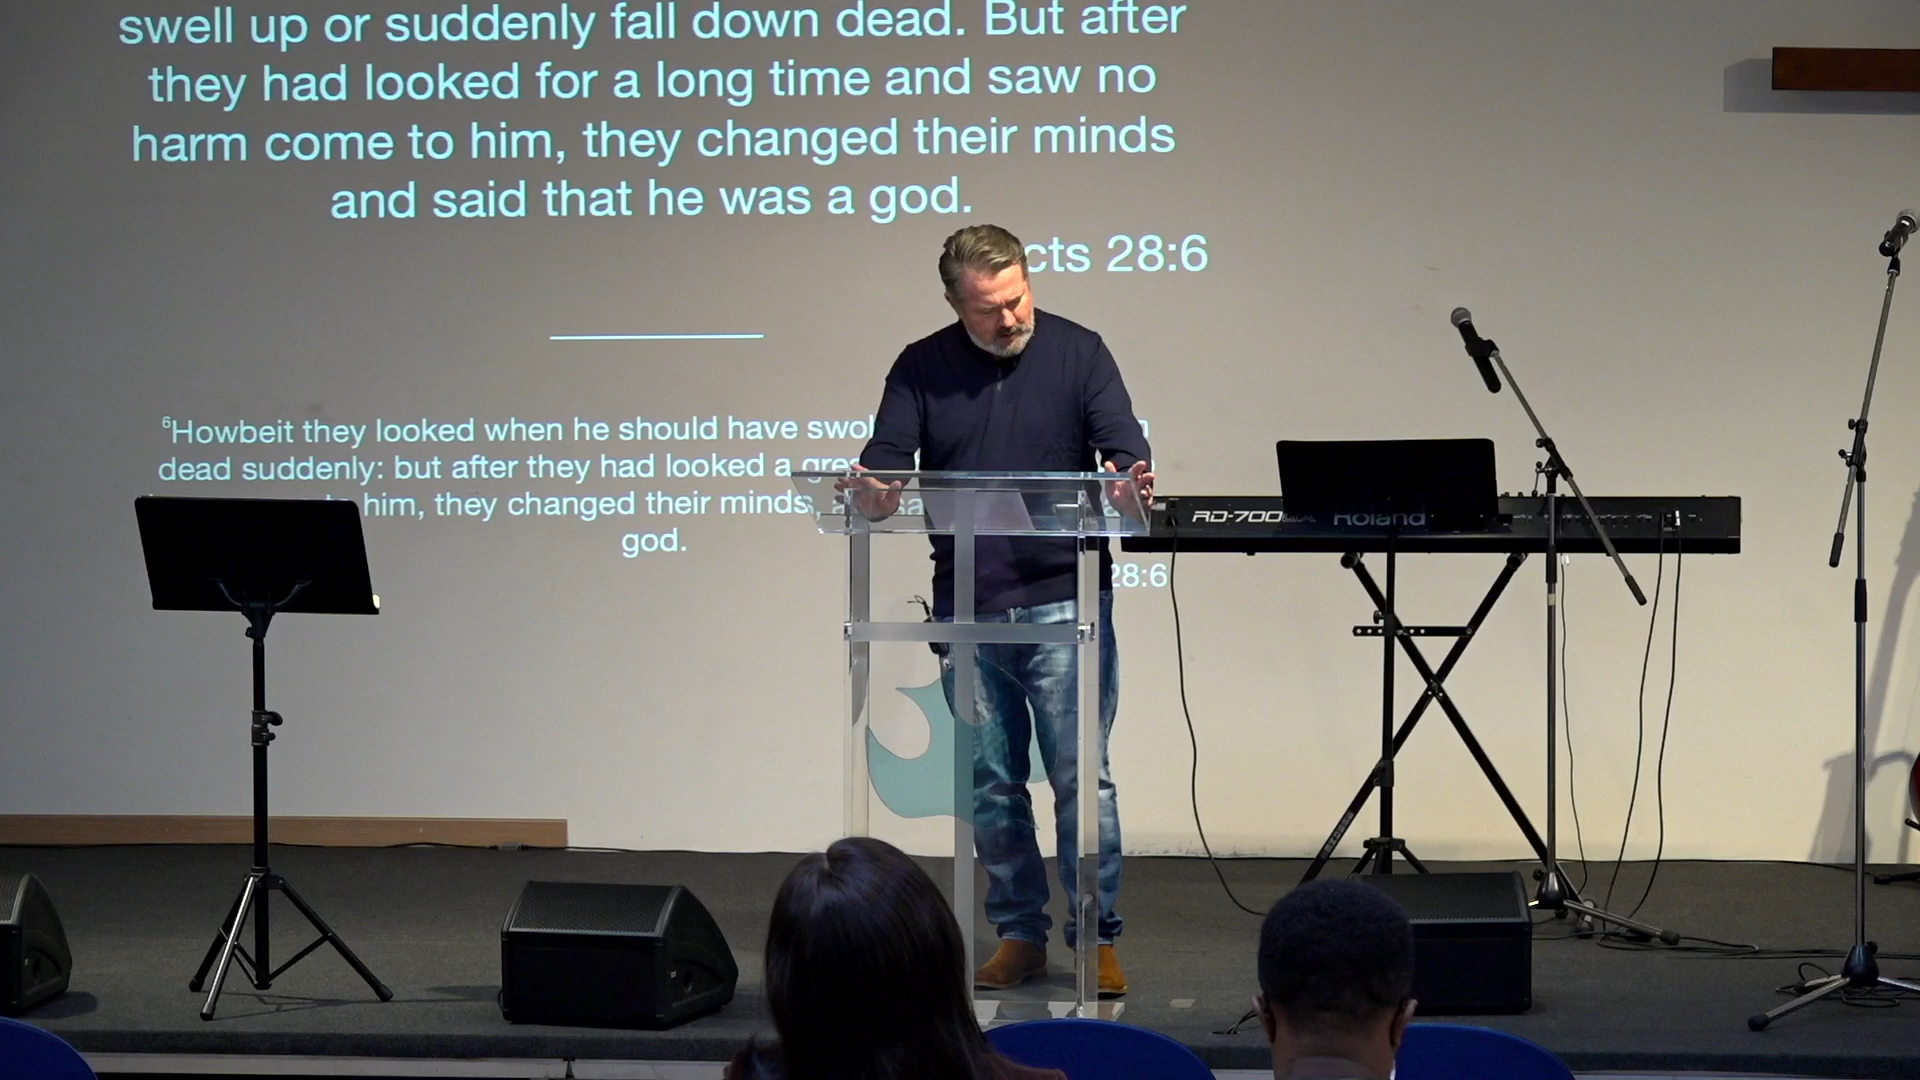 swell up or suddenly fall down dead. But after
they had looked for a long time and saw no
harm come to him, they changed their minds
and said that he was a god.
cts 28:6
⁶Howbeit they looked when he should have swol
dead suddenly: but after they had looked a grea
him, they changed their minds,
god.
28:6
RD-700
Roland